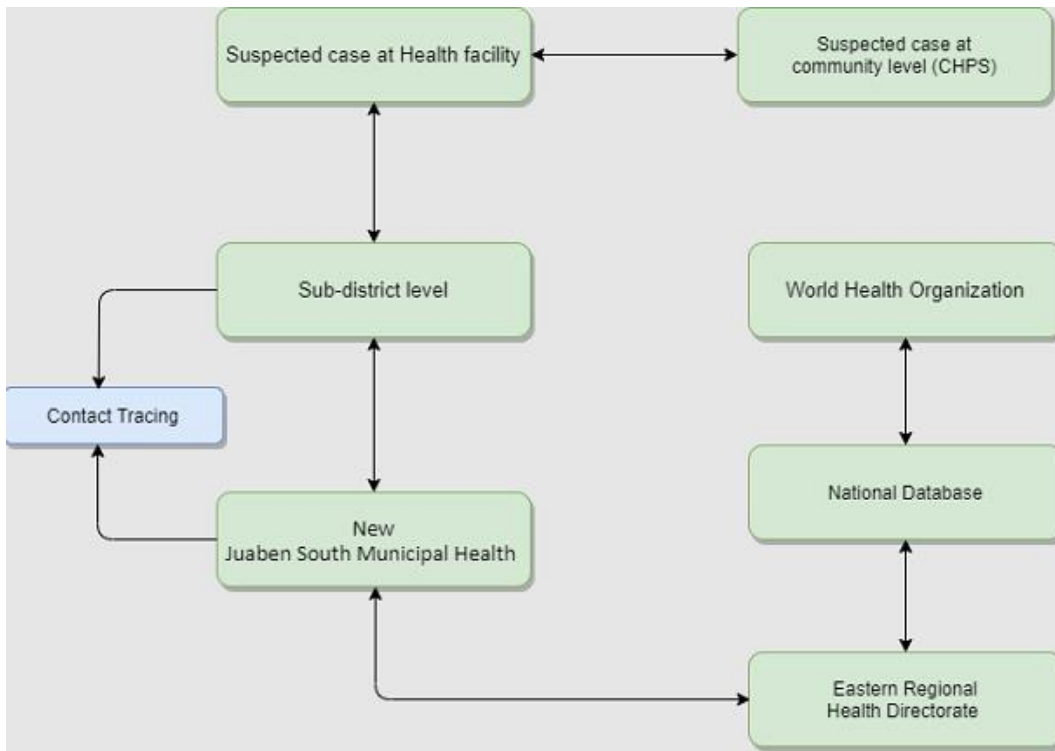 Suspected case at Health facility
Suspected case at
community level (CHPS)
Sub-district level
World Health Organization
Contact Tracing
National Database
New
Juaben South Municipal Health
Eastern Regional
Health Directorate